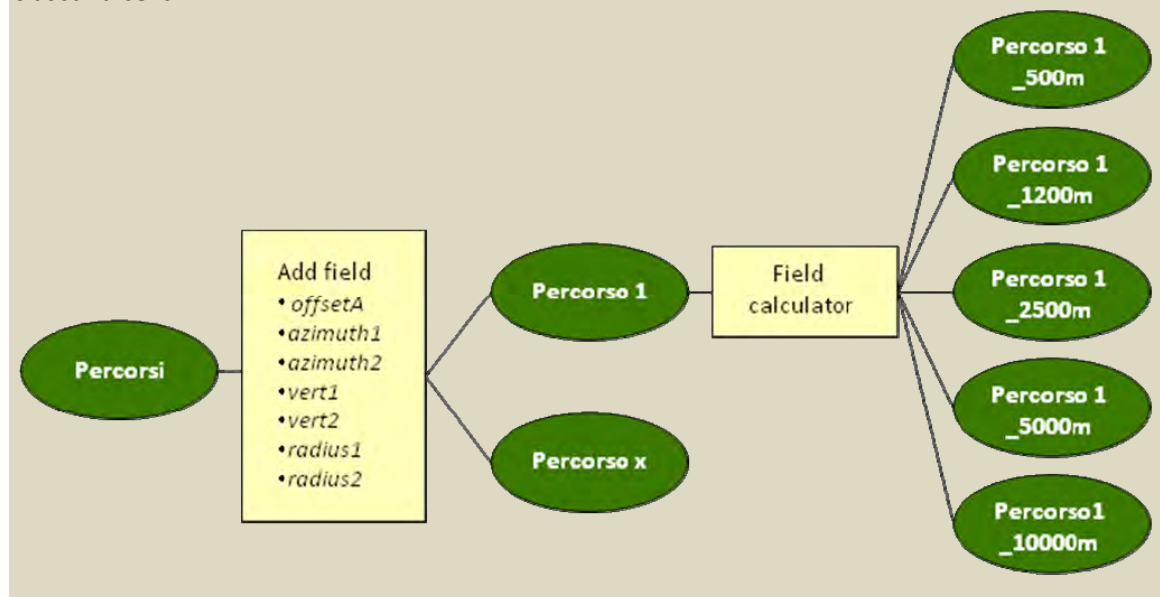 Percorsi
Add field
• offsetA
• azimuth1
• azimuth2
• vert1
• vert2
• radius1
• radius2
Percorso 1
Percorso x
Field
calculator
Percorso 1
_500m
Percorso 1
_1200m
Percorso 1
_2500m
Percorso 1
_5000m
Percorso1
_10000m